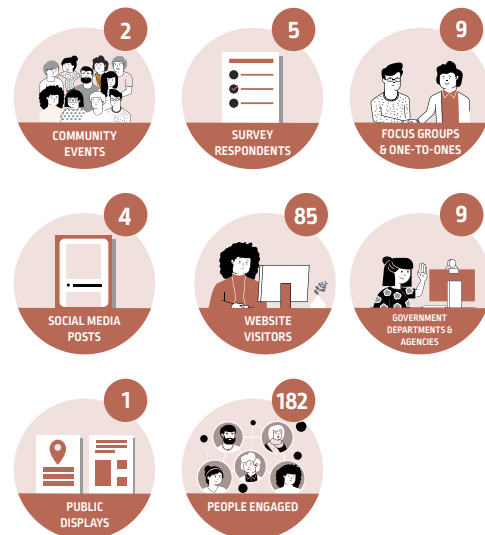 2
COMMUNITY
EVENTS
5
SURVEY
RESPONDENTS
9
FOCUS GROUPS
& ONE-TO-ONES
4
SOCIAL MEDIA
POSTS
85
WEBSITE
VISITORS
9
GOVERNMENT
DEPARTMENTS &
AGENCIES
1
PUBLIC
DISPLAYS
182
PEOPLE ENGAGED